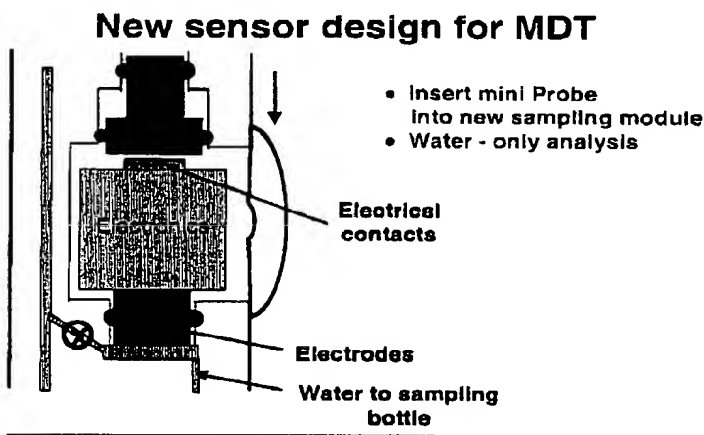 New sensor design for MDT
• Insert mini Probe
into new sampling module
• Water - only analysis
Electrical
contacts
Electronics
Electrodes
Water to sampling
bottle